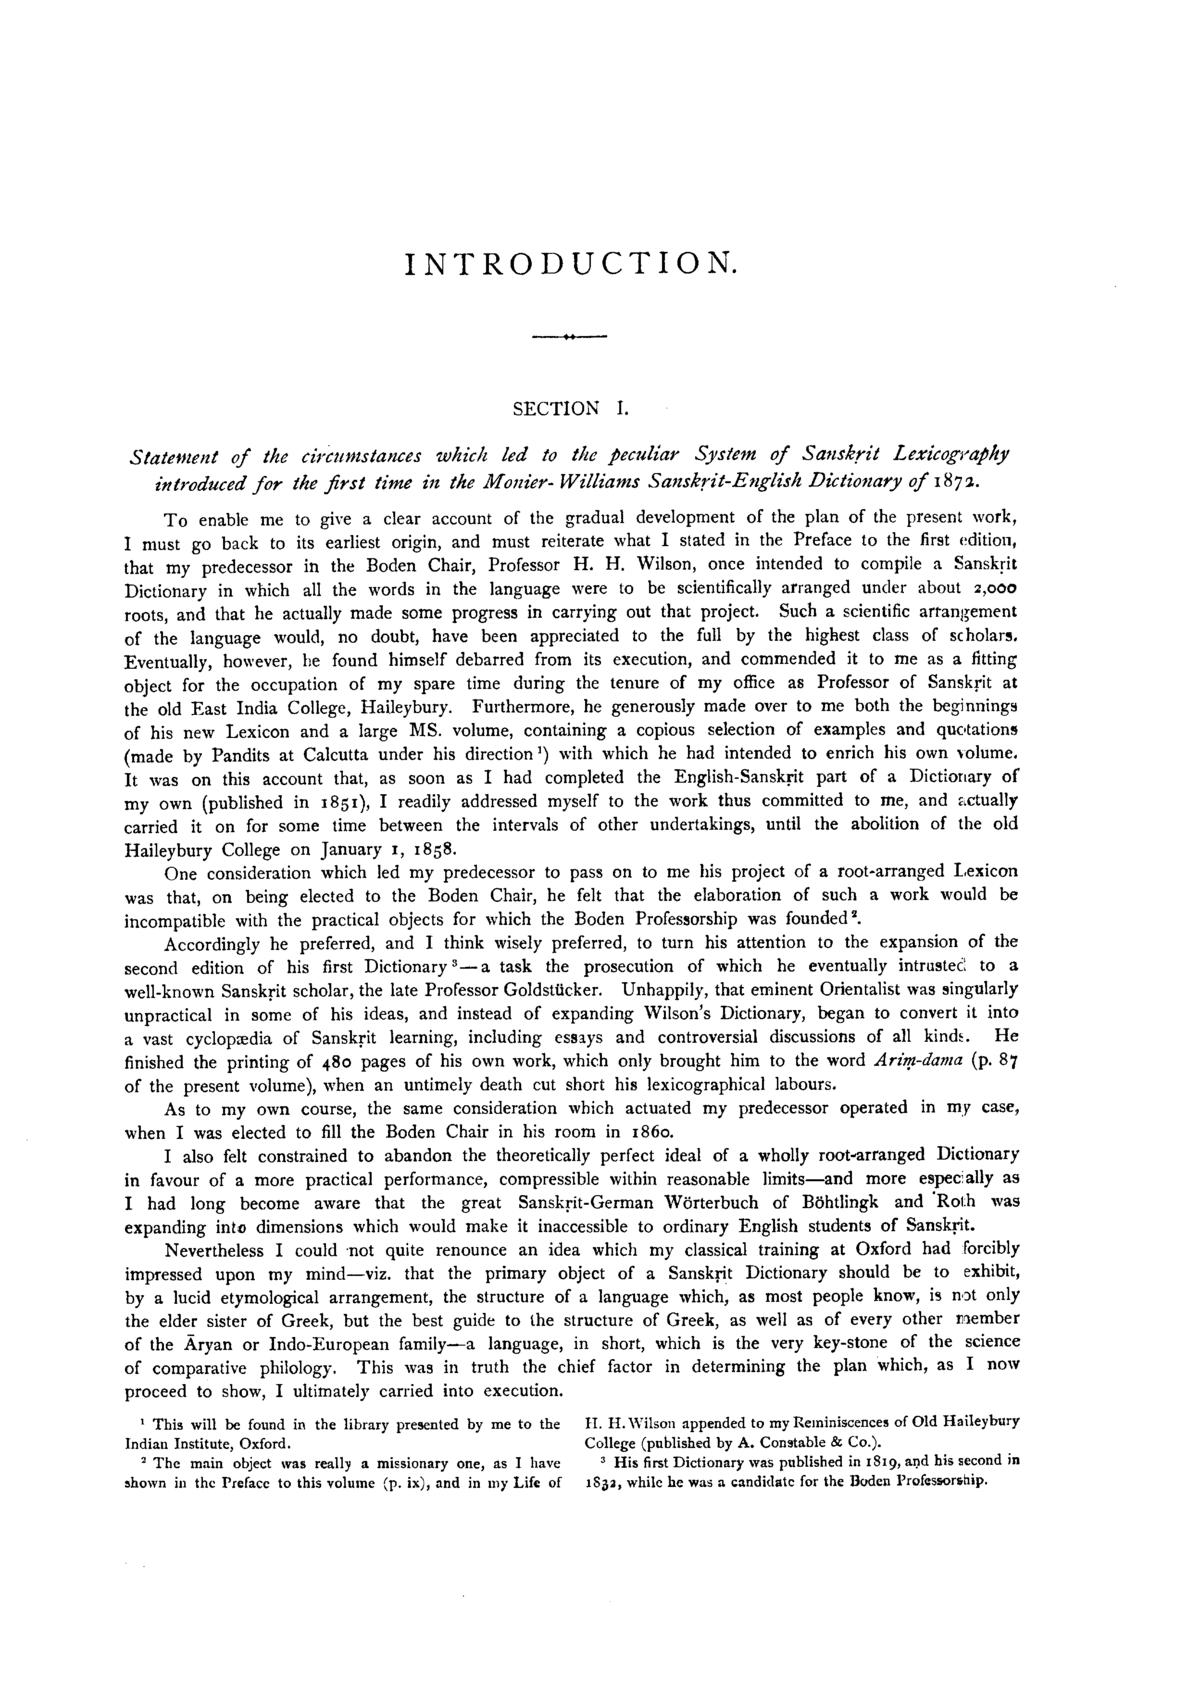 INTRODUCTION.
SECTION I.
Statement of the circumstances which led to the peculiar System of Sanskṛit Lexicography
introduced for the first time in the Monier-Williams Sanskṛit-English Dictionary of 1872.
To enable me to give a clear account of the gradual development of the plan of the present work,
I must go back to its earliest origin, and must reiterate what I stated in the Preface to the first edition,
that my predecessor in the Boden Chair, Professor H. H. Wilson, once intended to compile a Sanskṛit
Dictionary in which all the words in the language were to be scientifically arranged under about 2,000
roots, and that he actually made some progress in carrying out that project. Such a scientific arrangement
of the language would, no doubt, have been appreciated to the full by the highest class of scholars.
Eventually, however, he found himself debarred from its execution, and commended it to me as a fitting
object for the occupation of my spare time during the tenure of my office as Professor of Sanskṛit at
the old East India College, Haileybury. Furthermore, he generously made over to me both the beginnings
of his new Lexicon and a large MS. volume, containing a copious selection of examples and quotations
(made by Pandits at Calcutta under his direction ¹) with which he had intended to enrich his own volume.
It was on this account that, as soon as I had completed the English-Sanskṛit part of a Dictionary of
my own (published in 1851), I readily addressed myself to the work thus committed to me, and actually
carried it on for some time between the intervals of other undertakings, until the abolition of the old
Haileybury College on January 1, 1858.
One consideration which led my predecessor to pass on to me his project of a root-arranged Lexicon
was that, on being elected to the Boden Chair, he felt that the elaboration of such a work would be
incompatible with the practical objects for which the Boden Professorship was founded ².
Accordingly he preferred, and I think wisely preferred, to turn his attention to the expansion of the
second edition of his first Dictionary ³—a task the prosecution of which he eventually intrusted to a
well-known Sanskṛit scholar, the late Professor Goldstücker. Unhappily, that eminent Orientalist was singularly
unpractical in some of his ideas, and instead of expanding Wilson's Dictionary, began to convert it into
a vast cyclopædia of Sanskṛit learning, including essays and controversial discussions of all kinds. He
finished the printing of 480 pages of his own work, which only brought him to the word Ariṃ-dama (p. 87
of the present volume), when an untimely death cut short his lexicographical labours.
As to my own course, the same consideration which actuated my predecessor operated in my case,
when I was elected to fill the Boden Chair in his room in 1860.
I also felt constrained to abandon the theoretically perfect ideal of a wholly root-arranged Dictionary
in favour of a more practical performance, compressible within reasonable limits—and more especially as
I had long become aware that the great Sanskṛit-German Wörterbuch of Böhtlingk and Roth was
expanding into dimensions which would make it inaccessible to ordinary English students of Sanskṛit.
Nevertheless I could not quite renounce an idea which my classical training at Oxford had forcibly
impressed upon my mind—viz. that the primary object of a Sanskṛit Dictionary should be to exhibit,
by a lucid etymological arrangement, the structure of a language which, as most people know, is not only
the elder sister of Greek, but the best guide to the structure of Greek, as well as of every other member
of the Āryan or Indo-European family—a language, in short, which is the very key-stone of the science
of comparative philology. This was in truth the chief factor in determining the plan which, as I now
proceed to show, I ultimately carried into execution.
¹ This will be found in the library presented by me to the
Indian Institute, Oxford.
² The main object was really a missionary one, as I have
shown in the Preface to this volume (p. ix), and in my Life of
H. H. Wilson appended to my Reminiscences of Old Haileybury
College (published by A. Constable & Co.).
³ His first Dictionary was published in 1819, and his second in
1832, while he was a candidate for the Boden Professorship.